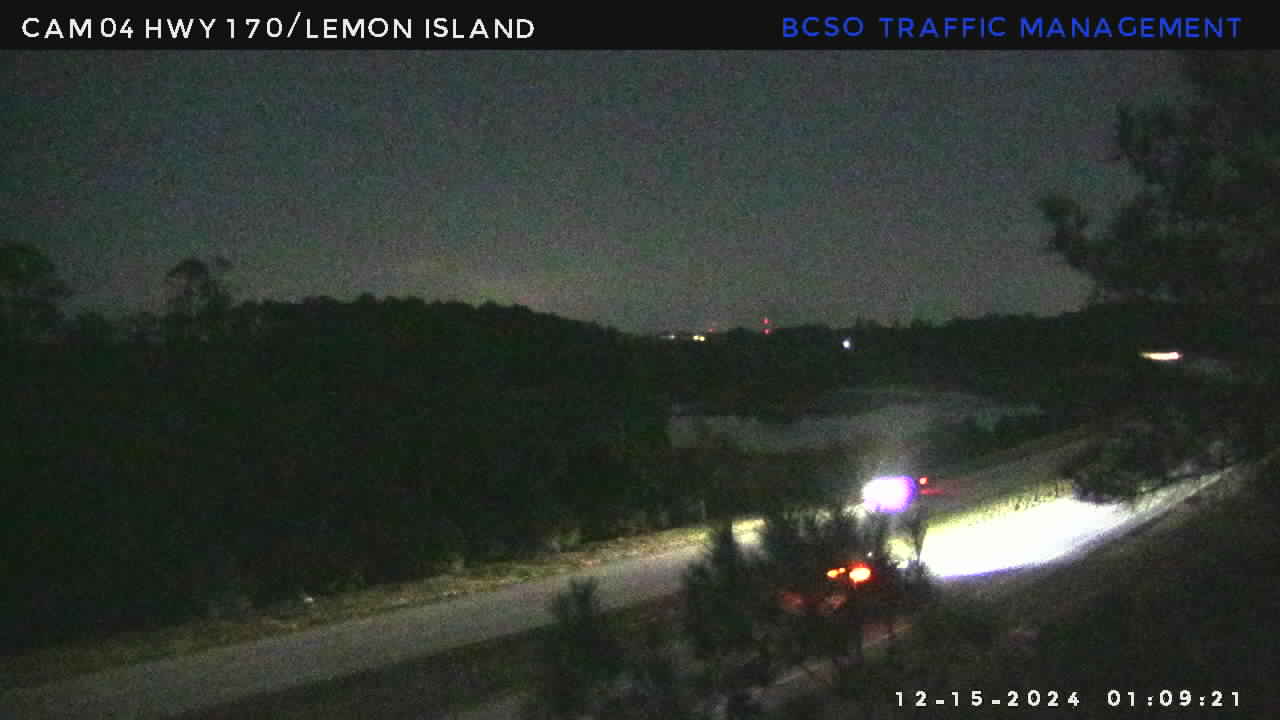 CAM04 HWY 170/LEMON ISLAND
BCSO TRAFFIC MANAGEMENT
12-15-2024 01:09:21